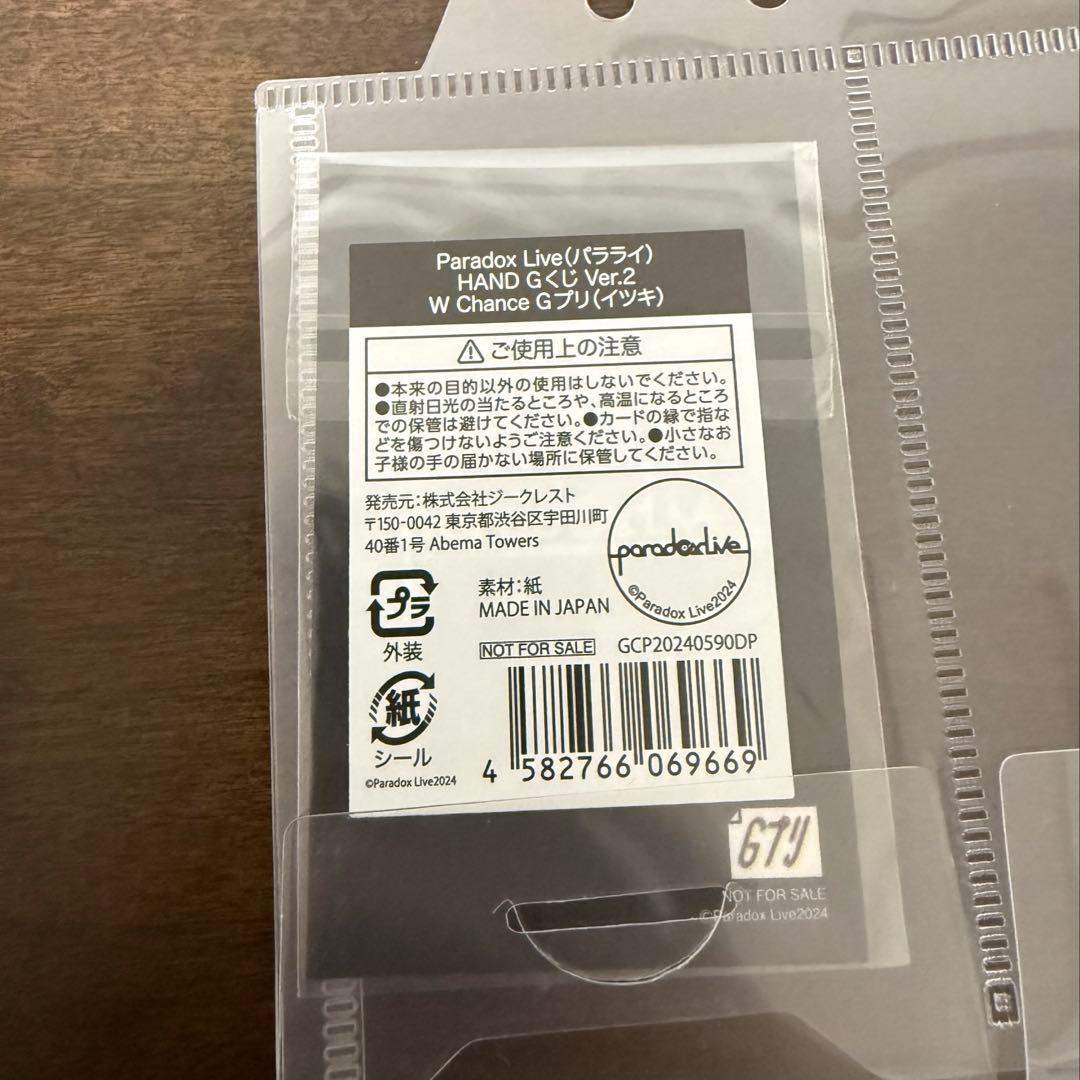 Paradox Live(パラライ)
HAND Gくじ Ver.2
W Chance Gプリ(イツキ)
⚠ ご使用上の注意
●本来の目的以外の使用はしないでください。
●直射日光の当たるところや、高温になるところ
での保管は避けてください。●カードの縁で指な
どを傷つけないようご注意ください。●小さなお
子様の手の届かない場所に保管してください。
発売元:株式会社ジークレスト
〒150-0042 東京都渋谷区宇田川町
40番1号 Abema Towers
paradoxlive
©Paradox Live2024
プラ
外装
素材:紙
MADE IN JAPAN
NOT FOR SALE GCP20240590DP
紙
シール
©Paradox Live2024
4 582766 069669
Gプリ
NOT FOR SALE
©Paradox Live2024